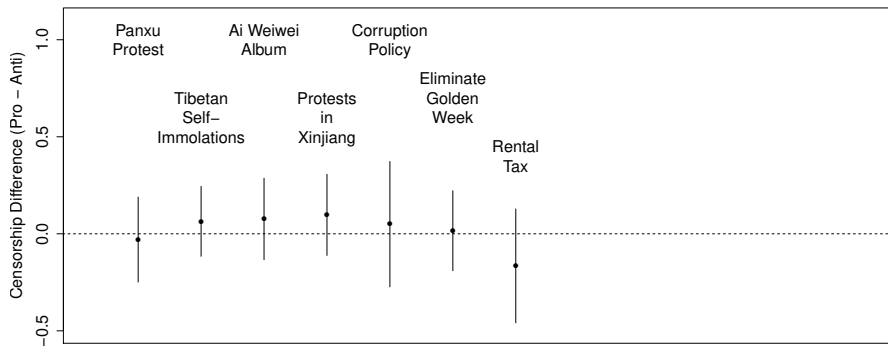 Censorship Difference (Pro − Anti)
1.0
0.5
0.0
−0.5
Panxu
Protest
Tibetan
Self−
Immolations
Ai Weiwei
Album
Protests
in
Xinjiang
Corruption
Policy
Eliminate
Golden
Week
Rental
Tax